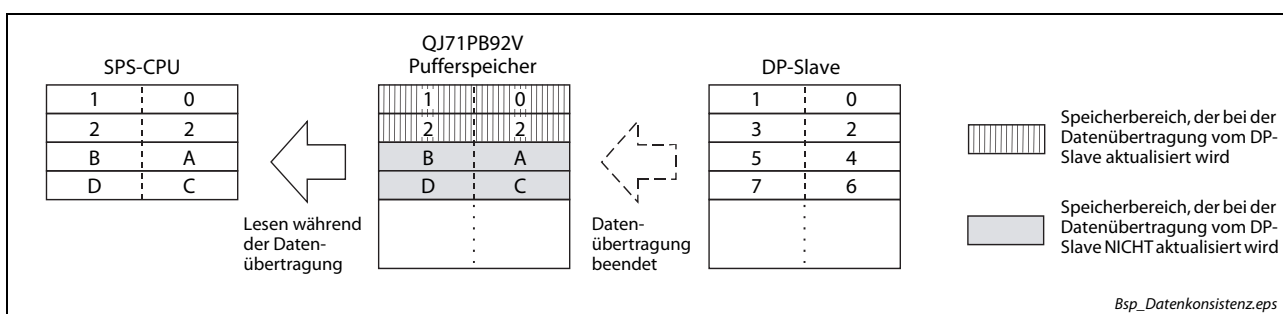 SPS-CPU
1 0
2 2
B A
D C
Lesen während
der Daten-
übertragung
QJ71PB92V
Pufferspeicher
1 0
2 2
B A
D C
Daten-
übertragung
beendet
DP-Slave
1 0
3 2
5 4
7 6
Speicherbereich, der bei der
Datenübertragung vom DP-
Slave aktualisiert wird
Speicherbereich, der bei der
Datenübertragung vom DP-
Slave NICHT aktualisiert wird
Bsp_Datenkonsistenz.eps